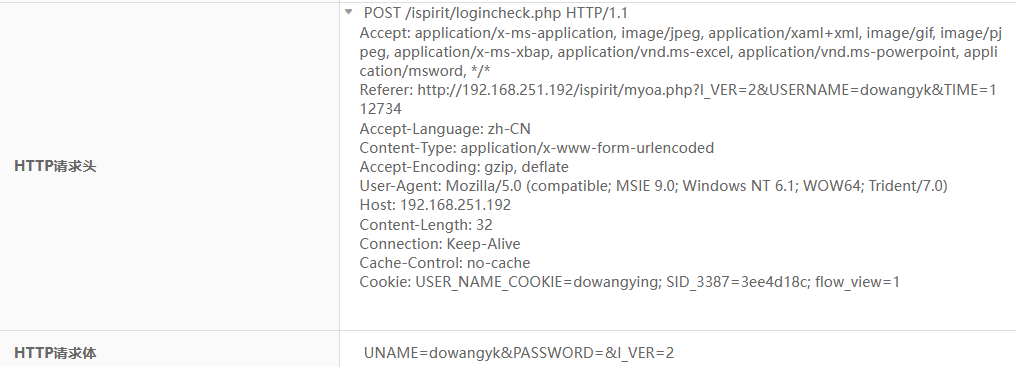 POST /ispirit/logincheck.php HTTP/1.1
Accept: application/x-ms-application, image/jpeg, application/xaml+xml, image/gif, image/pj
peg, application/x-ms-xbap, application/vnd.ms-excel, application/vnd.ms-powerpoint, appli
cation/msword, */*
Referer: http://192.168.251.192/ispirit/myoa.php?I_VER=2&USERNAME=dowangyk&TIME=1
12734
Accept-Language: zh-CN
Content-Type: application/x-www-form-urlencoded
HTTP请求头
Accept-Encoding: gzip, deflate
User-Agent: Mozilla/5.0 (compatible; MSIE 9.0; Windows NT 6.1; WOW64; Trident/7.0)
Host: 192.168.251.192
Content-Length: 32
Connection: Keep-Alive
Cache-Control: no-cache
Cookie: USER_NAME_COOKIE=dowangying; SID_3387=3ee4d18c; flow_view=1
HTTP请求体
UNAME=dowangyk&PASSWORD=&I_VER=2